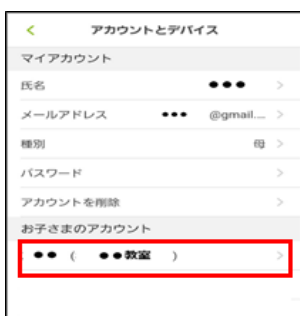 アカウントとデバイス
マイアカウント
氏名 ●●●
メールアドレス ●●● @gmail....
種別 母
パスワード
アカウントを削除
お子さまのアカウント
●● ( ●●教室 )